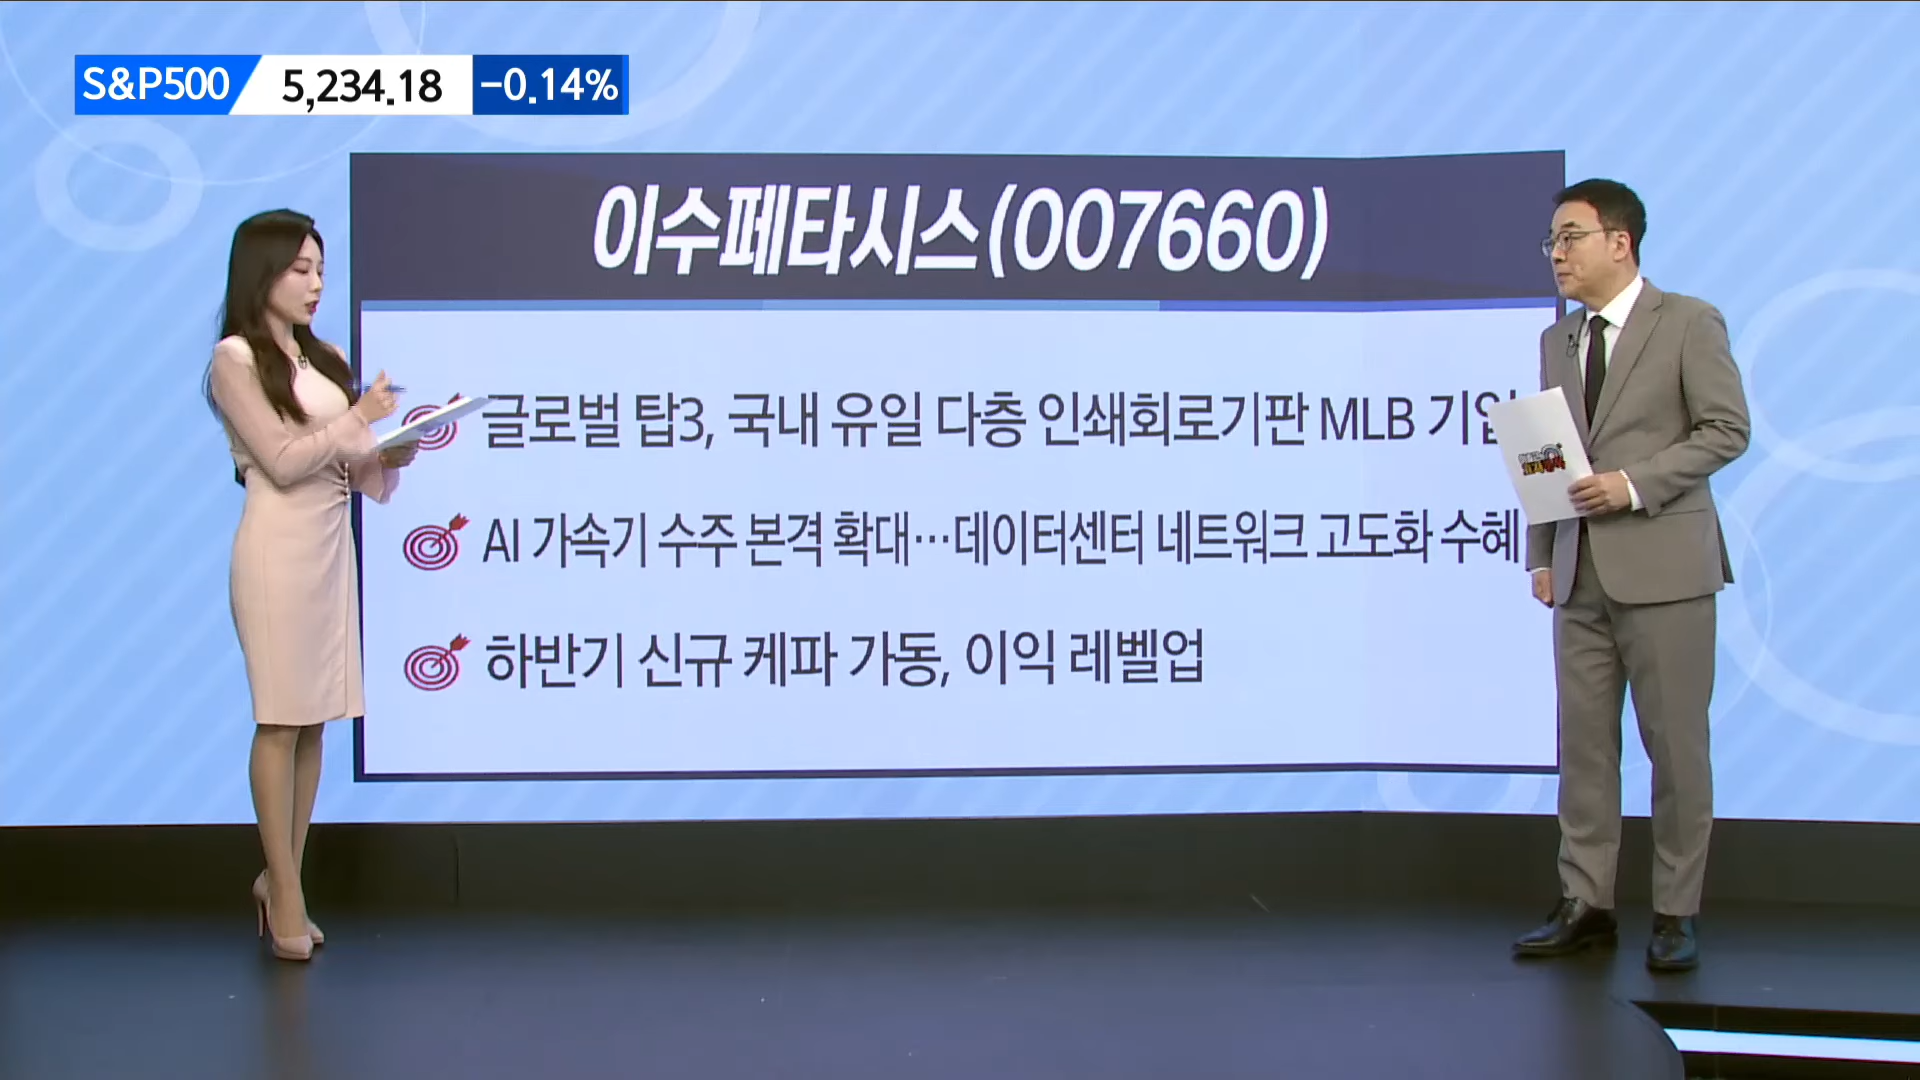 S&P500 5,234.18 -0.14%
이수페타시스(007660)
글로벌 탑3, 국내 유일 다층 인쇄회로기판 MLB 기업
AI 가속기 수주 본격 확대…데이터센터 네트워크 고도화 수혜
하반기 신규 케파 가동, 이익 레벨업